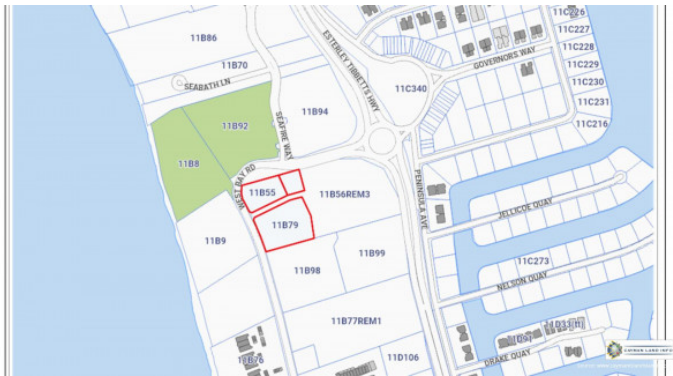 11B86
11B70
SEABATH LN
11B92
11B8
11B94
SEAFIRE WAY
ESTERLEY TIBBETTS HWY
11C340
GOVERNORS WAY
11C226
11C227
11C228
11C229
11C230
11C231
11C216
WEST BAY RD
11B55
11B79
11B56REM3
11B9
11B98
11B99
11B77REM1
11D106
PENINSULA AVE
JELLICOE QUAY
11C273
NELSON QUAY
DRAKE QUAY
CAYMAN LAND INFO